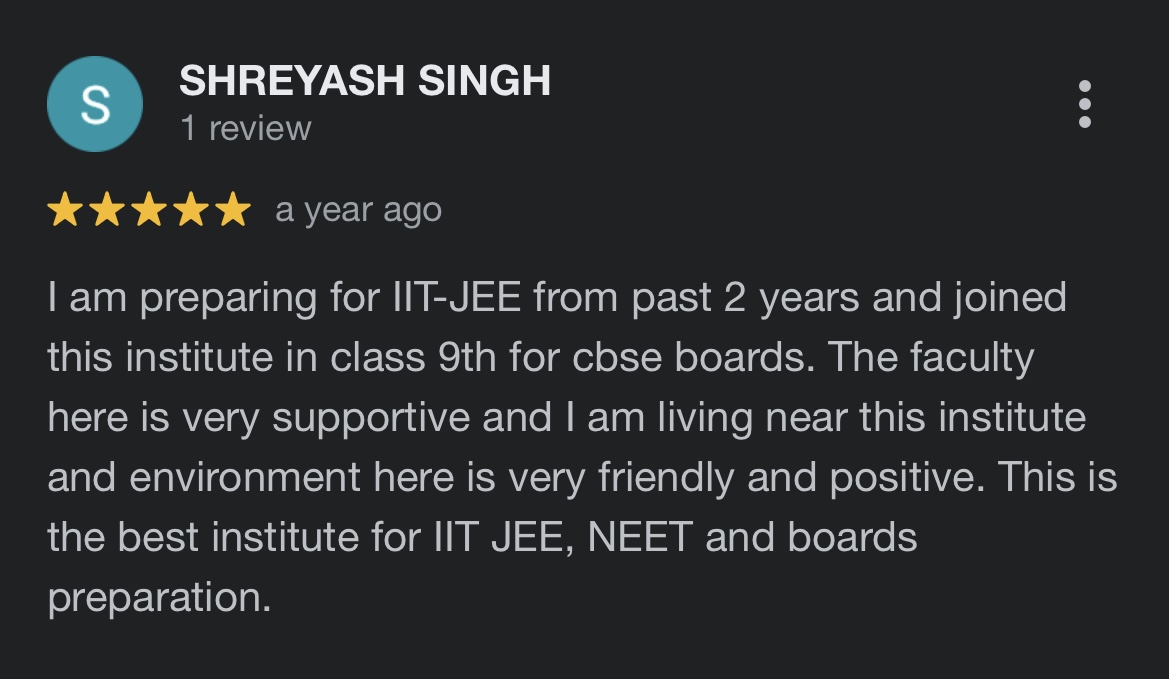 S
SHREYASH SINGH
1 review
a year ago
I am preparing for IIT-JEE from past 2 years and joined
this institute in class 9th for cbse boards. The faculty
here is very supportive and I am living near this institute
and environment here is very friendly and positive. This is
the best institute for IIT JEE, NEET and boards
preparation.